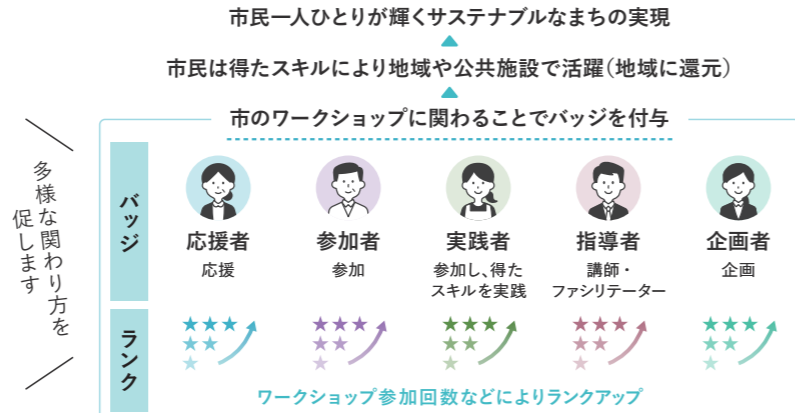 市民一人ひとりが輝くサステナブルなまちの実現
市民は得たスキルにより地域や公共施設で活躍（地域に還元）
市のワークショップに関わることでバッジを付与
多様な関わり方を
促します
バッジ
応援者
応援
参加者
参加
実践者
参加し、得た
スキルを実践
指導者
講師・
ファシリテーター
企画者
企画
ランク
ワークショップ参加回数などによりランクアップ